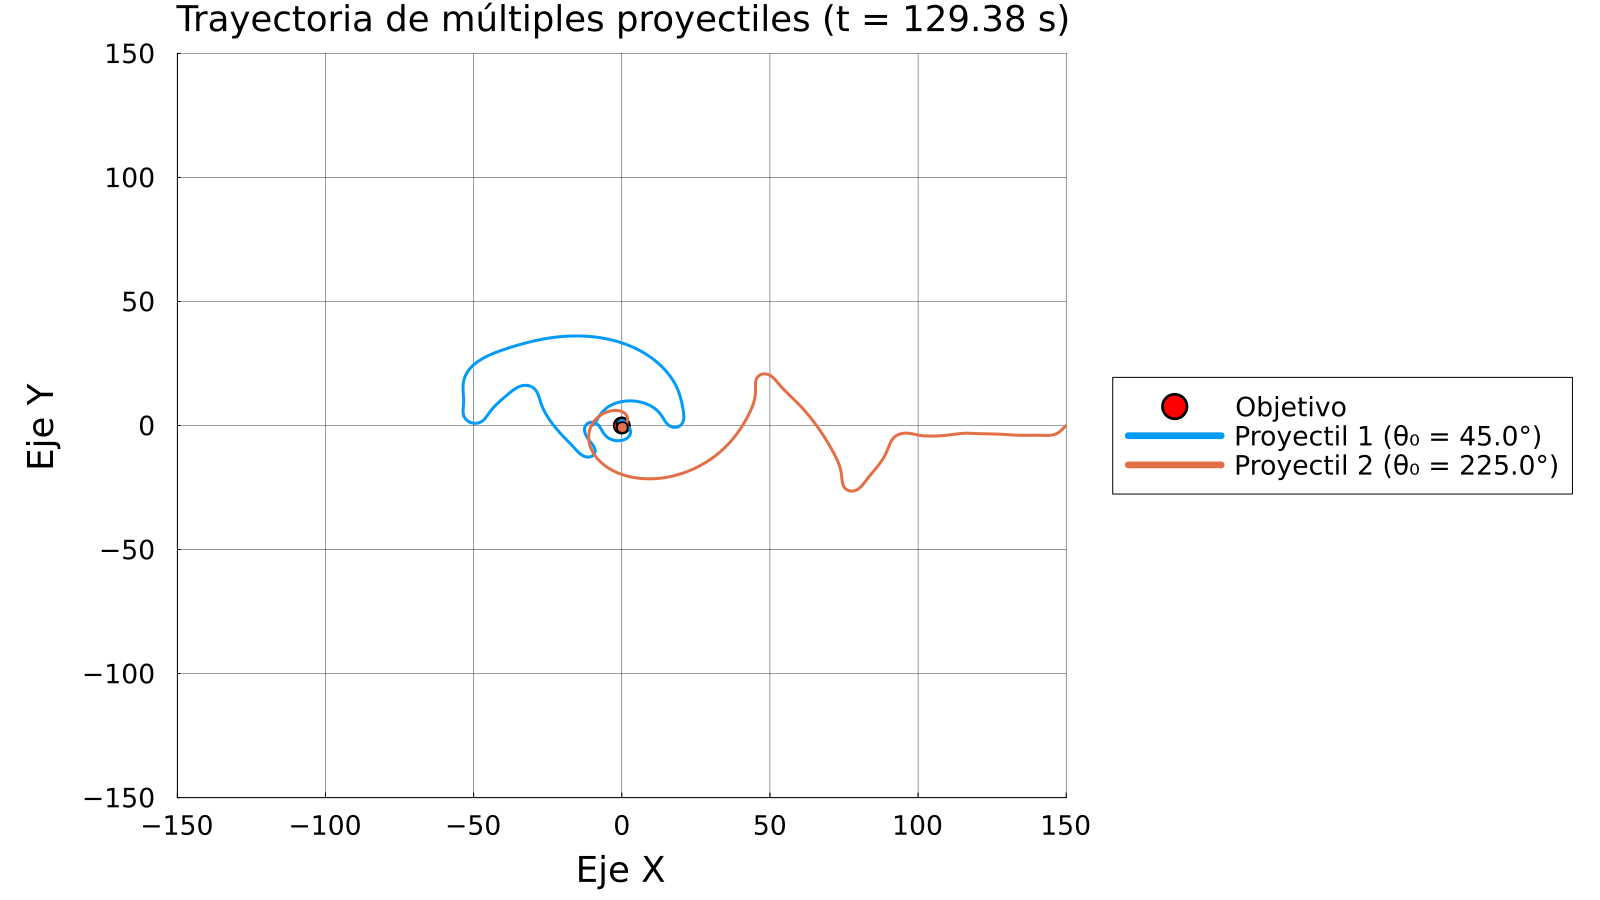 Trayectoria de múltiples proyectiles (t = 129.38 s)
150
100
50
0
−50
−100
−150
Eje Y
−150 −100 −50 0 50 100 150
Eje X
Objetivo
Proyectil 1 (θ₀ = 45.0°)
Proyectil 2 (θ₀ = 225.0°)